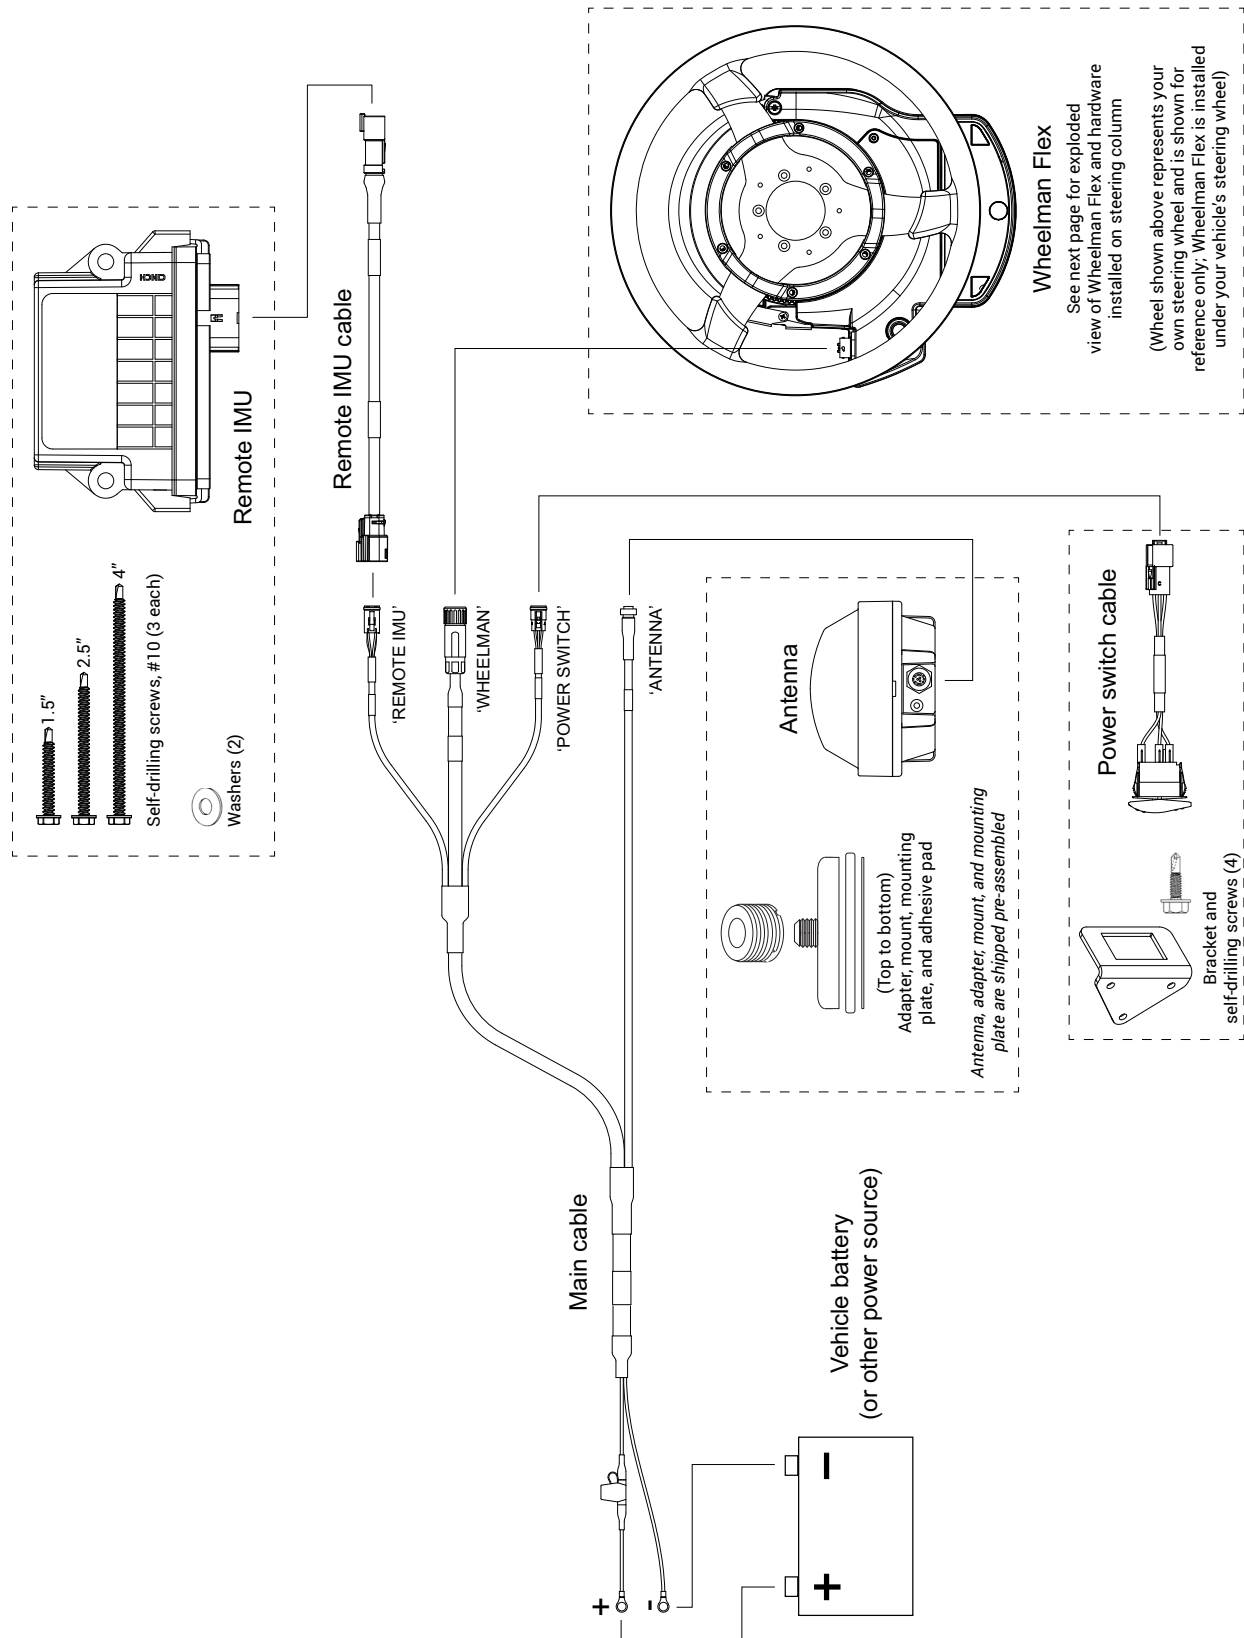 1.5”
2.5”
4”
Self-drilling screws, #10 (3 each)
Washers (2)
CINCH
Remote IMU
Remote IMU cable
‘REMOTE IMU’
‘WHEELMAN’
‘POWER SWITCH’
‘ANTENNA’
Main cable
+
-
Vehicle battery
(or other power source)
+
-
Antenna
(Top to bottom)
Adapter, mount, mounting
plate, and adhesive pad
Antenna, adapter, mount, and mounting
plate are shipped pre-assembled
Wheelman Flex
See next page for exploded
view of Wheelman Flex and hardware
installed on steering column
(Wheel shown above represents your
own steering wheel and is shown for
reference only; Wheelman Flex is installed
under your vehicle’s steering wheel)
Power switch cable
Bracket and
self-drilling screws (4)